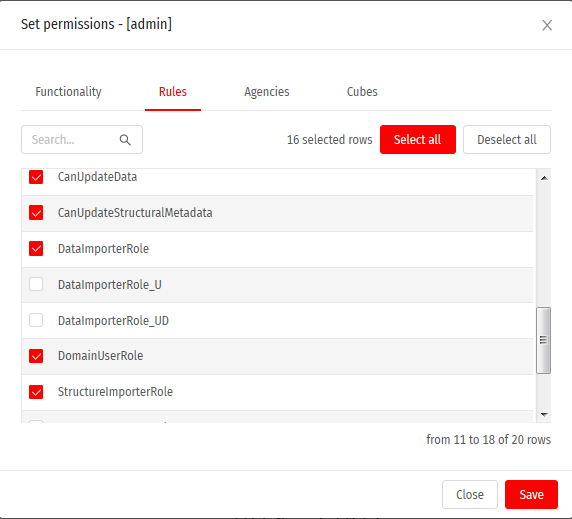 Set permissions - [admin]
Functionality Rules Agencies Cubes
Search... 16 selected rows Select all Deselect all
CanUpdateData
CanUpdateStructuralMetadata
DataImporterRole
DataImporterRole_U
DataImporterRole_UD
DomainUserRole
StructureImporterRole
from 11 to 18 of 20 rows
Close Save